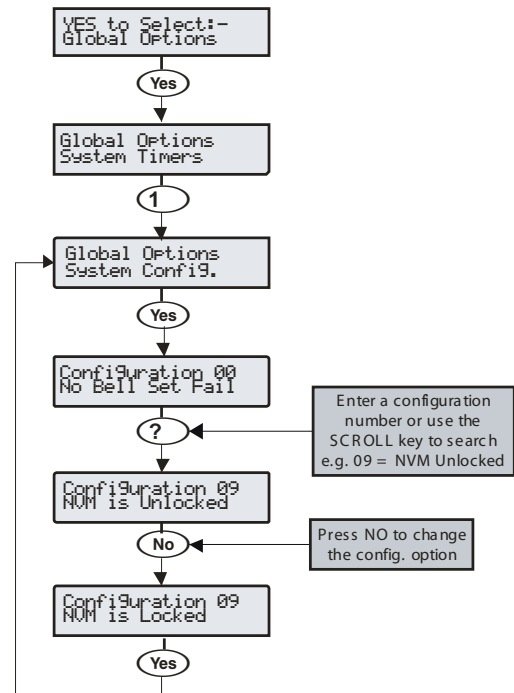 YES to Select:-
Global Options
Yes
Global Options
System Timers
1
Global Options
System Config.
Yes
Configuration 00
No Bell Set Fail
?
Enter a configuration
number or use the
SCROLL key to search
e.g. 09 = NVM Unlocked
Configuration 09
NVM is Unlocked
No
Press NO to change
the config. option
Configuration 09
NVM is Locked
Yes